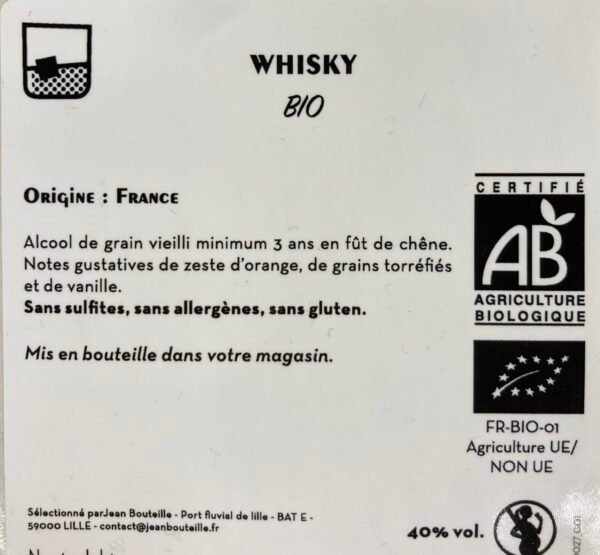 WHISKY
BIO
Origine : France
Alcool de grain vieilli minimum 3 ans en fût de chêne.
Notes gustatives de zeste d'orange, de grains torréfiés
et de vanille.
Sans sulfites, sans allergènes, sans gluten.
Mis en bouteille dans votre magasin.
CERTIFIÉ
AB
AGRICULTURE
BIOLOGIQUE
FR-BIO-01
Agriculture UE/
NON UE
Sélectionné parJean Bouteille - Port fluvial de lille - BAT E -
59000 LILLE - contact@jeanbouteille.fr
40% vol.